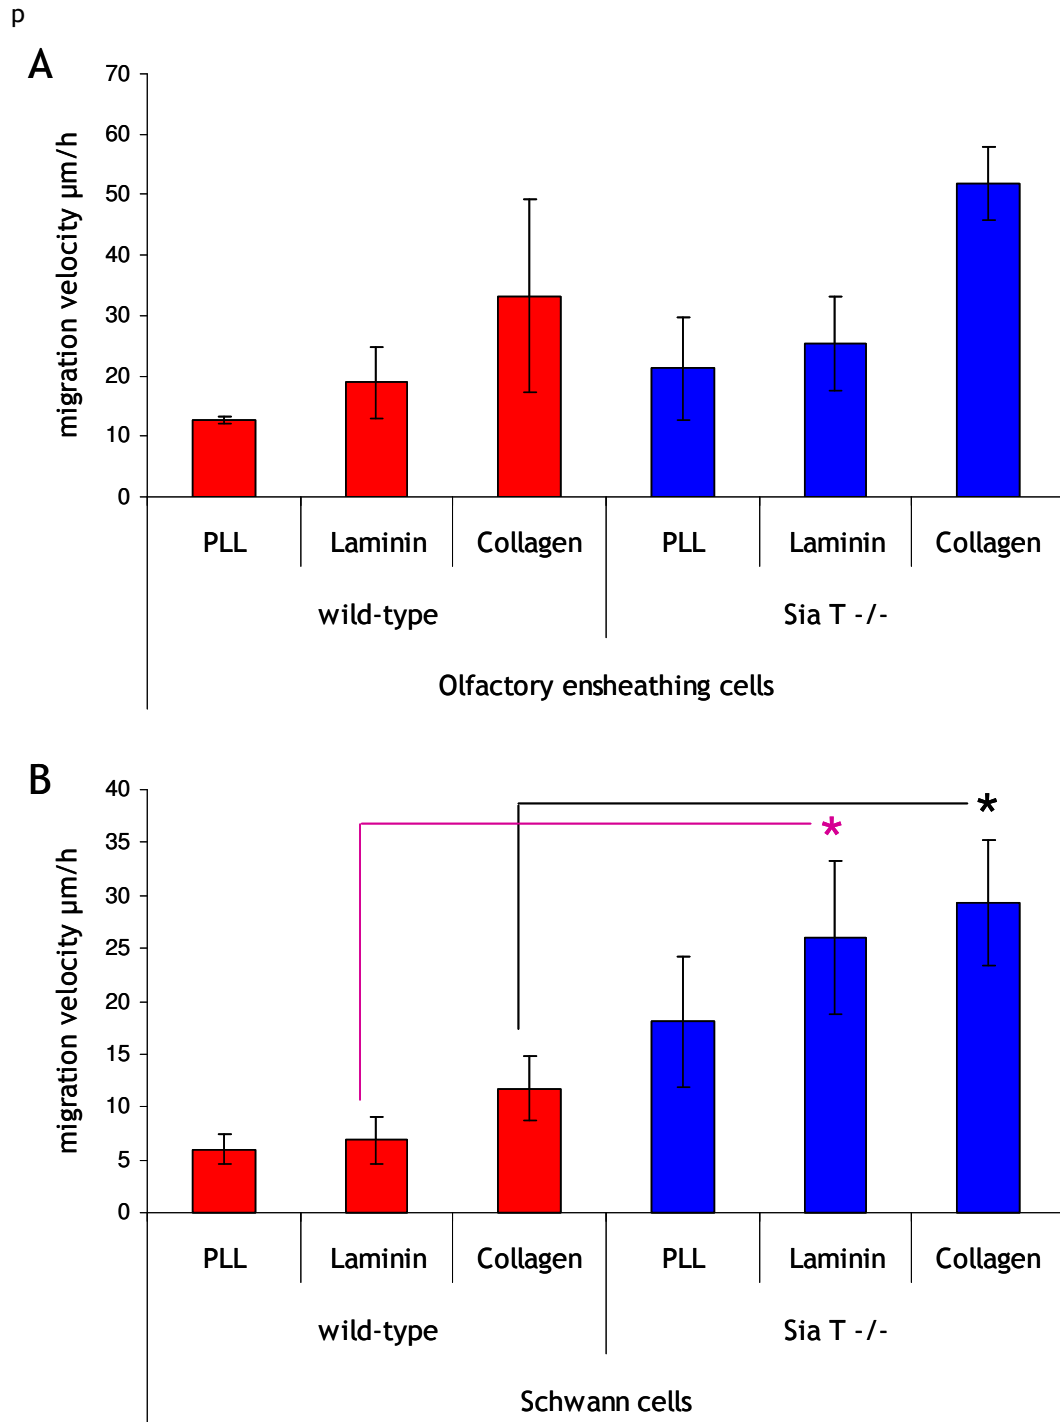 p
A
migration velocity µm/h
70
60
50
40
30
20
10
0
PLL Laminin Collagen PLL Laminin Collagen
wild-type Sia T -/-
Olfactory ensheathing cells
B
migration velocity µm/h
40
35
30
25
20
15
10
5
0
* 
*
PLL Laminin Collagen PLL Laminin Collagen
wild-type Sia T -/-
Schwann cells